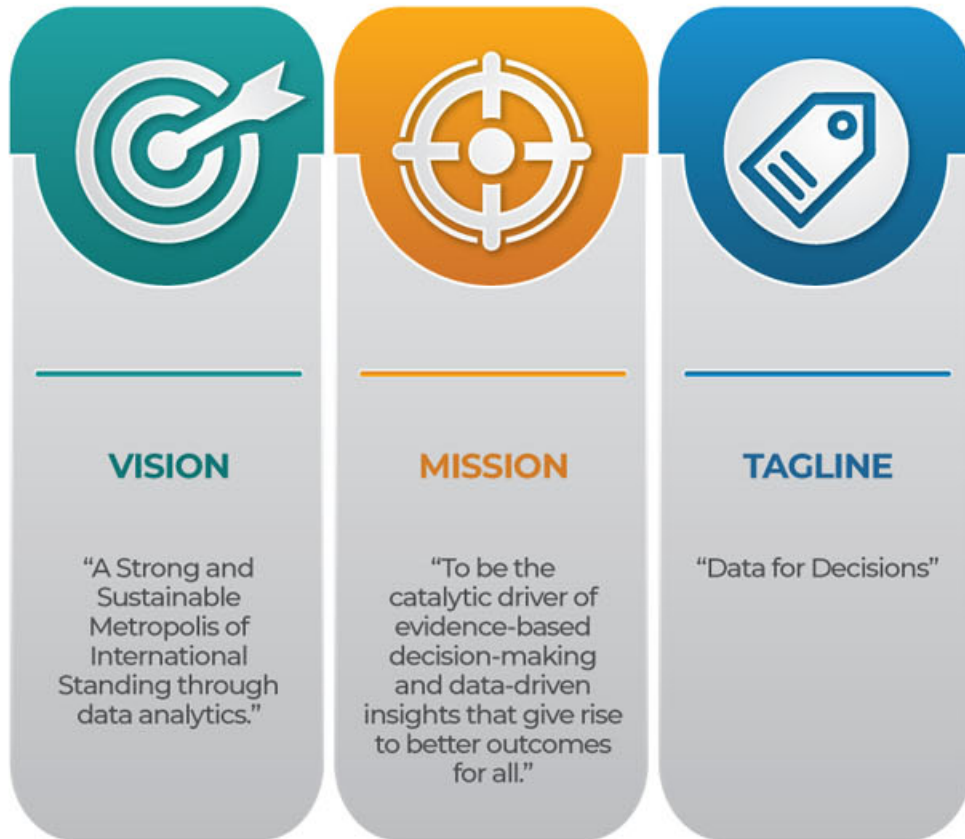 VISION
“A Strong and
Sustainable
Metropolis of
International
Standing through
data analytics.”
MISSION
“To be the
catalytic driver of
evidence-based
decision-making
and data-driven
insights that give rise
to better outcomes
for all.”
TAGLINE
“Data for Decisions”